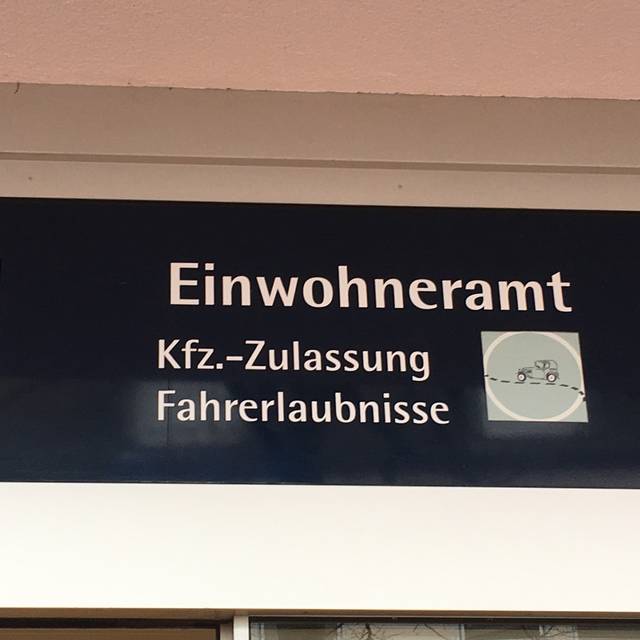 Einwohneramt
Kfz.-Zulassung
Fahrerlaubnisse